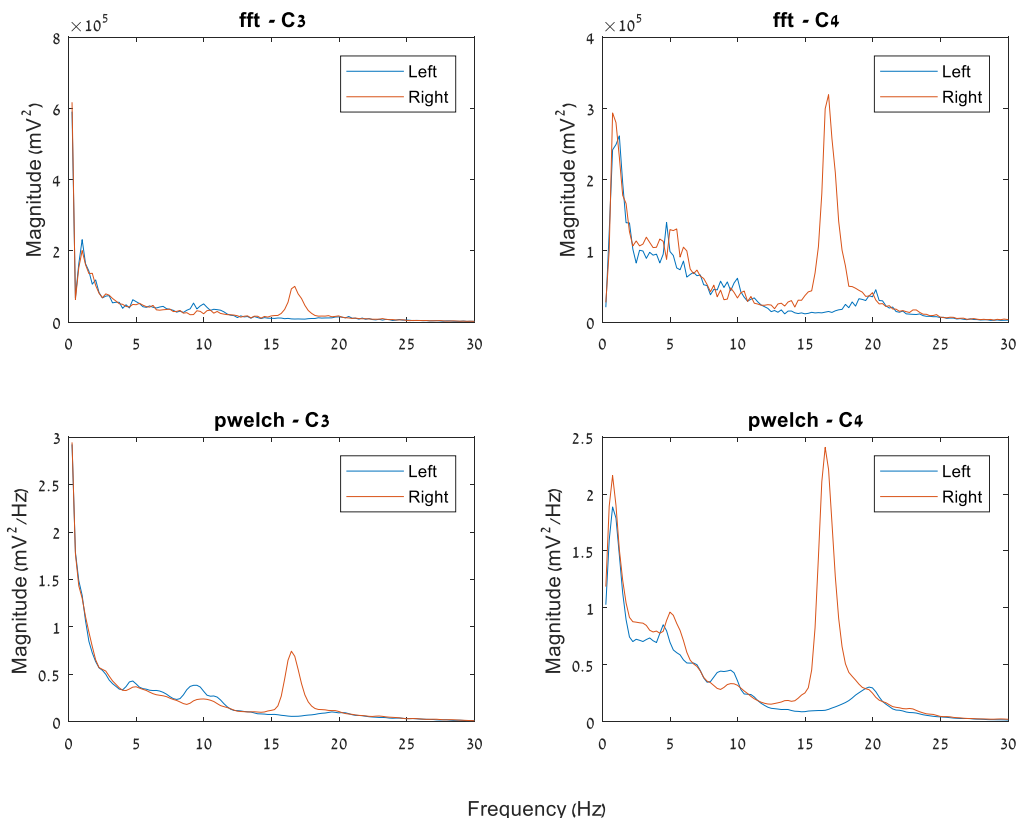 fft - C3
×10^5
8
6
4
2
0
Magnitude (mV^2)
Left
Right
0 5 10 15 20 25 30
fft - C4
×10^5
4
3
2
1
0
Magnitude (mV^2)
Left
Right
0 5 10 15 20 25 30
pwelch - C3
3
2.5
2
1.5
1
0.5
0
Magnitude (mV^2/Hz)
Left
Right
0 5 10 15 20 25 30
pwelch - C4
2.5
2
1.5
1
0.5
0
Magnitude (mV^2/Hz)
Left
Right
0 5 10 15 20 25 30
Frequency (Hz)